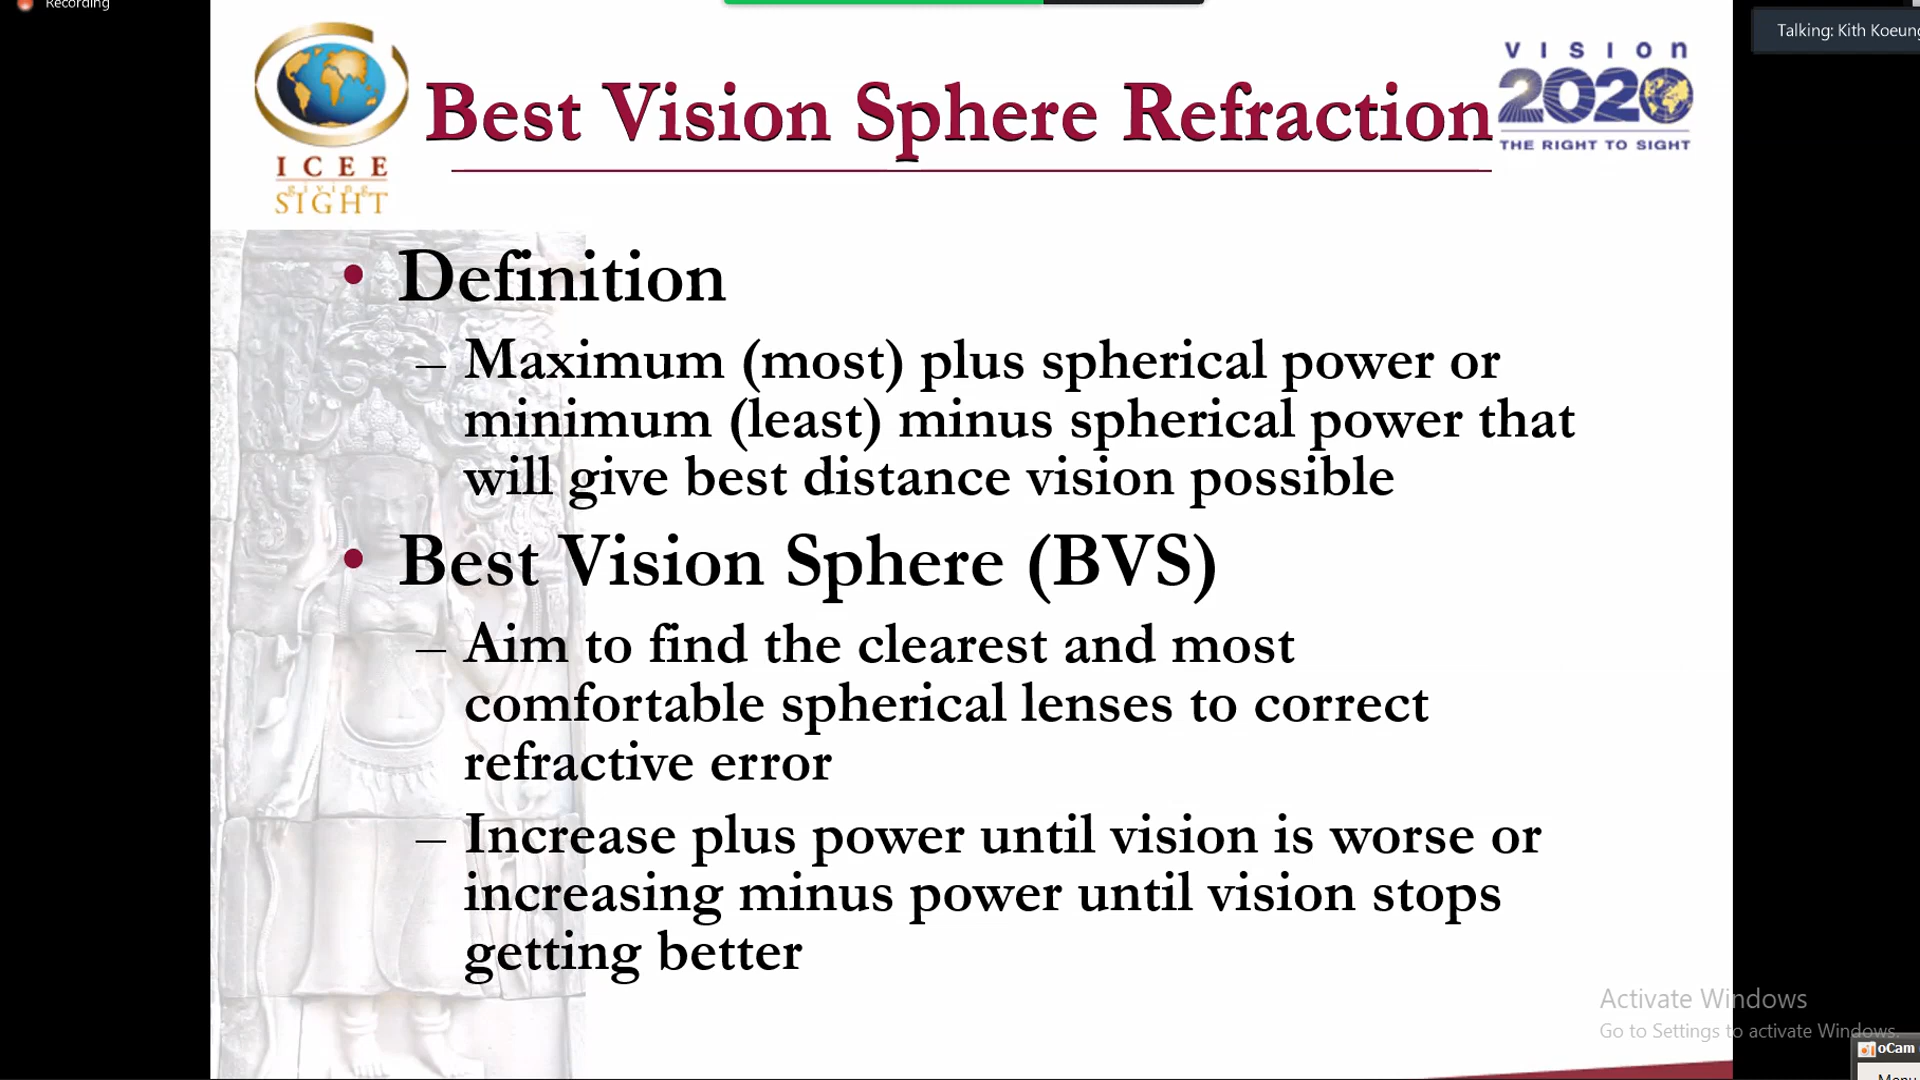 Recording
Talking: Kith Koeung
VISION
2020
THE RIGHT TO SIGHT
ICEE
giving
SIGHT
Best Vision Sphere Refraction
• Definition
– Maximum (most) plus spherical power or
minimum (least) minus spherical power that
will give best distance vision possible
• Best Vision Sphere (BVS)
– Aim to find the clearest and most
comfortable spherical lenses to correct
refractive error
– Increase plus power until vision is worse or
increasing minus power until vision stops
getting better
Activate Windows
Go to Settings to activate Windows.
oCam
Menu